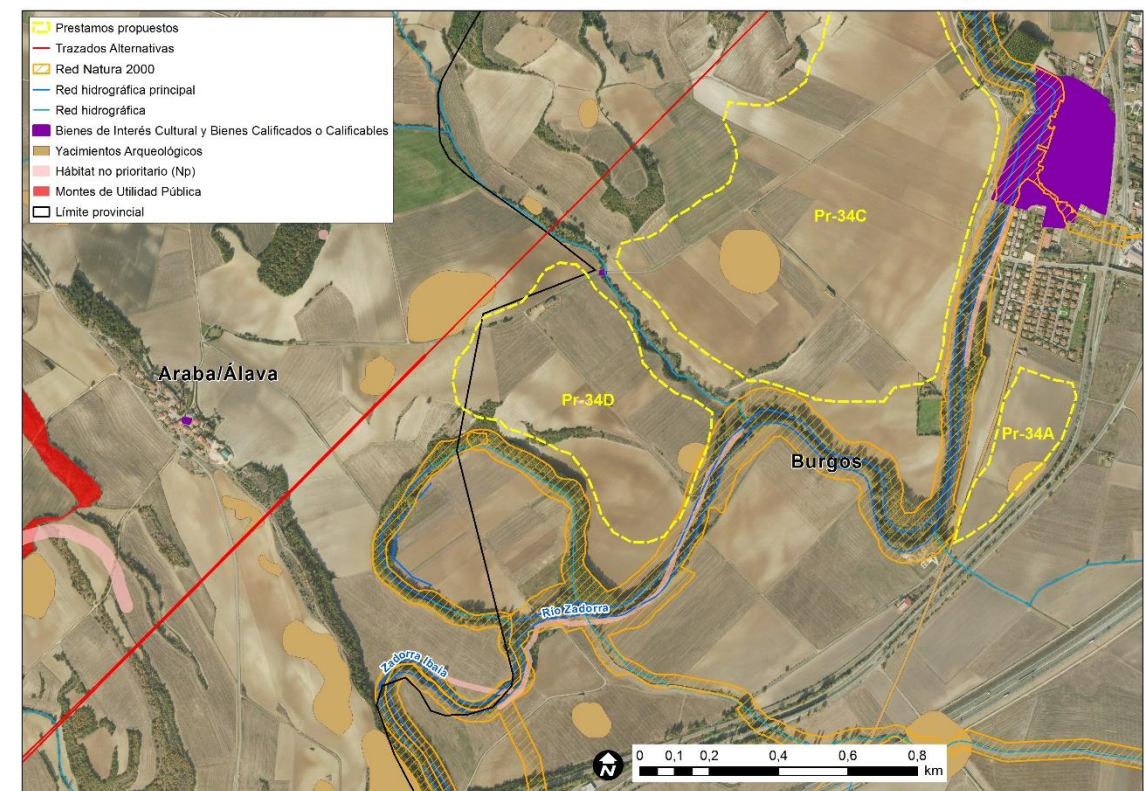 Prestamos propuestos
Trazados Alternativas
Red Natura 2000
Red hidrográfica principal
Red hidrográfica
Bienes de Interés Cultural y Bienes Calificados o Calificables
Yacimientos Arqueológicos
Hábitat no prioritario (Np)
Montes de Utilidad Pública
Límite provincial
Pr-34C
Araba/Álava
Pr-34D
Pr-34A
Burgos
Río Zadorra
Zadorra Ibaia
N
0 0,1 0,2 0,4 0,6 0,8
km